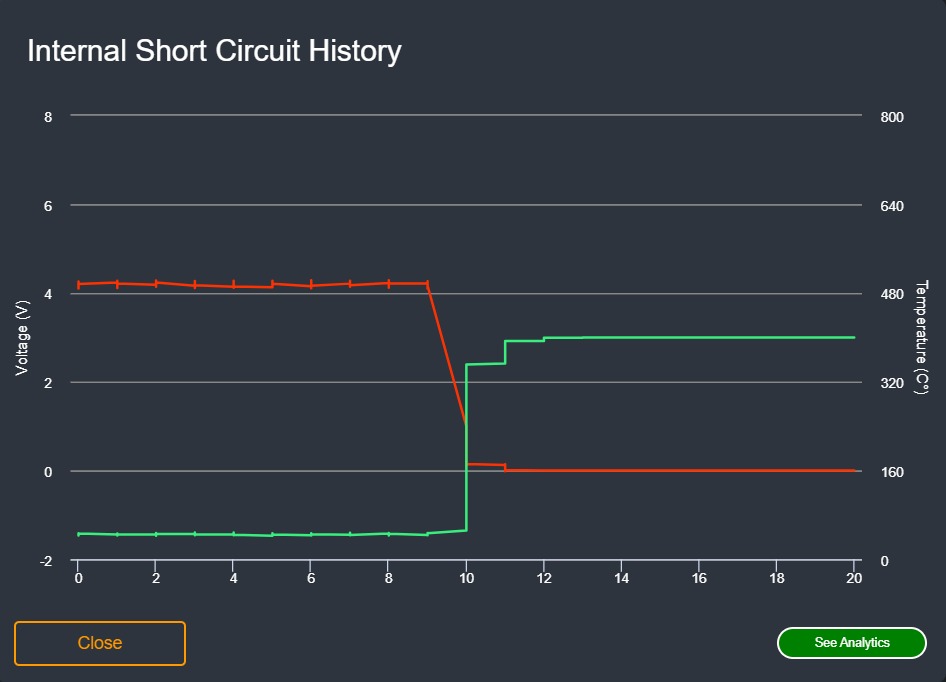 Internal Short Circuit History
8
6
4
2
0
-2
Voltage (V)
800
640
480
320
160
0
Temperature (C°)
0 2 4 6 8 10 12 14 16 18 20
Close
See Analytics